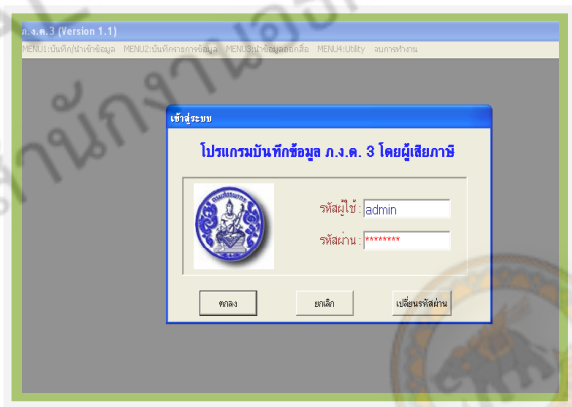 ภ.ง.ด.3 (Version 1.1)
MENU1:บันทึก/นำเข้าข้อมูล MENU2:บันทึกรายการข้อมูล MENU3:นำข้อมูลออกสื่อ MENU4:Utility จบการทำงาน
เข้าสู่ระบบ
โปรแกรมบันทึกข้อมูล ภ.ง.ด. 3 โดยผู้เสียภาษี
รหัสผู้ใช้ : admin
รหัสผ่าน : ********
ตกลง ยกเลิก เปลี่ยนรหัสผ่าน